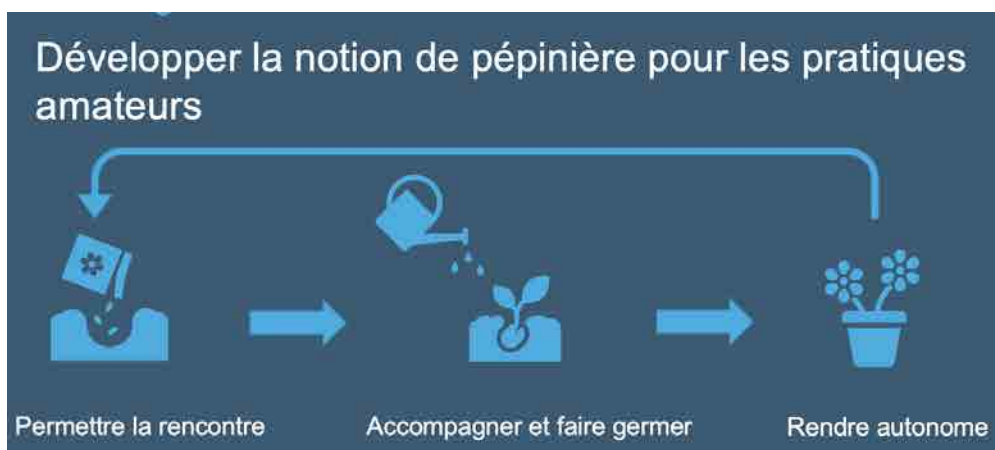 Développer la notion de pépinière pour les pratiques
amateurs
Permettre la rencontre
Accompagner et faire germer
Rendre autonome